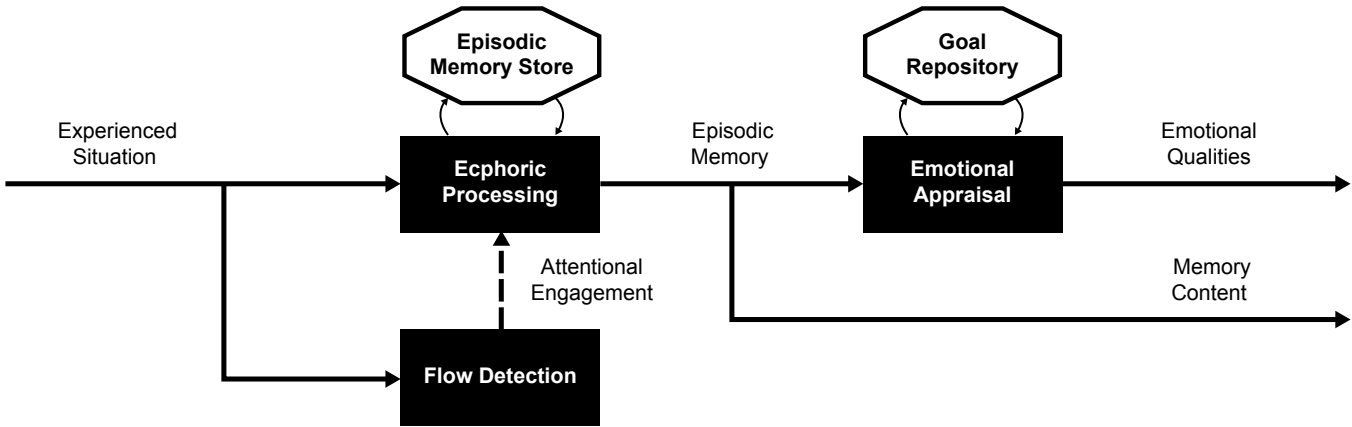 Episodic
Memory Store
Goal
Repository
Experienced
Situation
Ecphoric
Processing
Episodic
Memory
Emotional
Appraisal
Emotional
Qualities
Attentional
Engagement
Memory
Content
Flow Detection